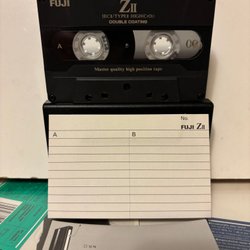 FUJI
ZII
IEC II/TYPE II HIGH(CrO2)
DOUBLE COATING
A
90
Master quality high position tape
No.
FUJI ZII
A
B